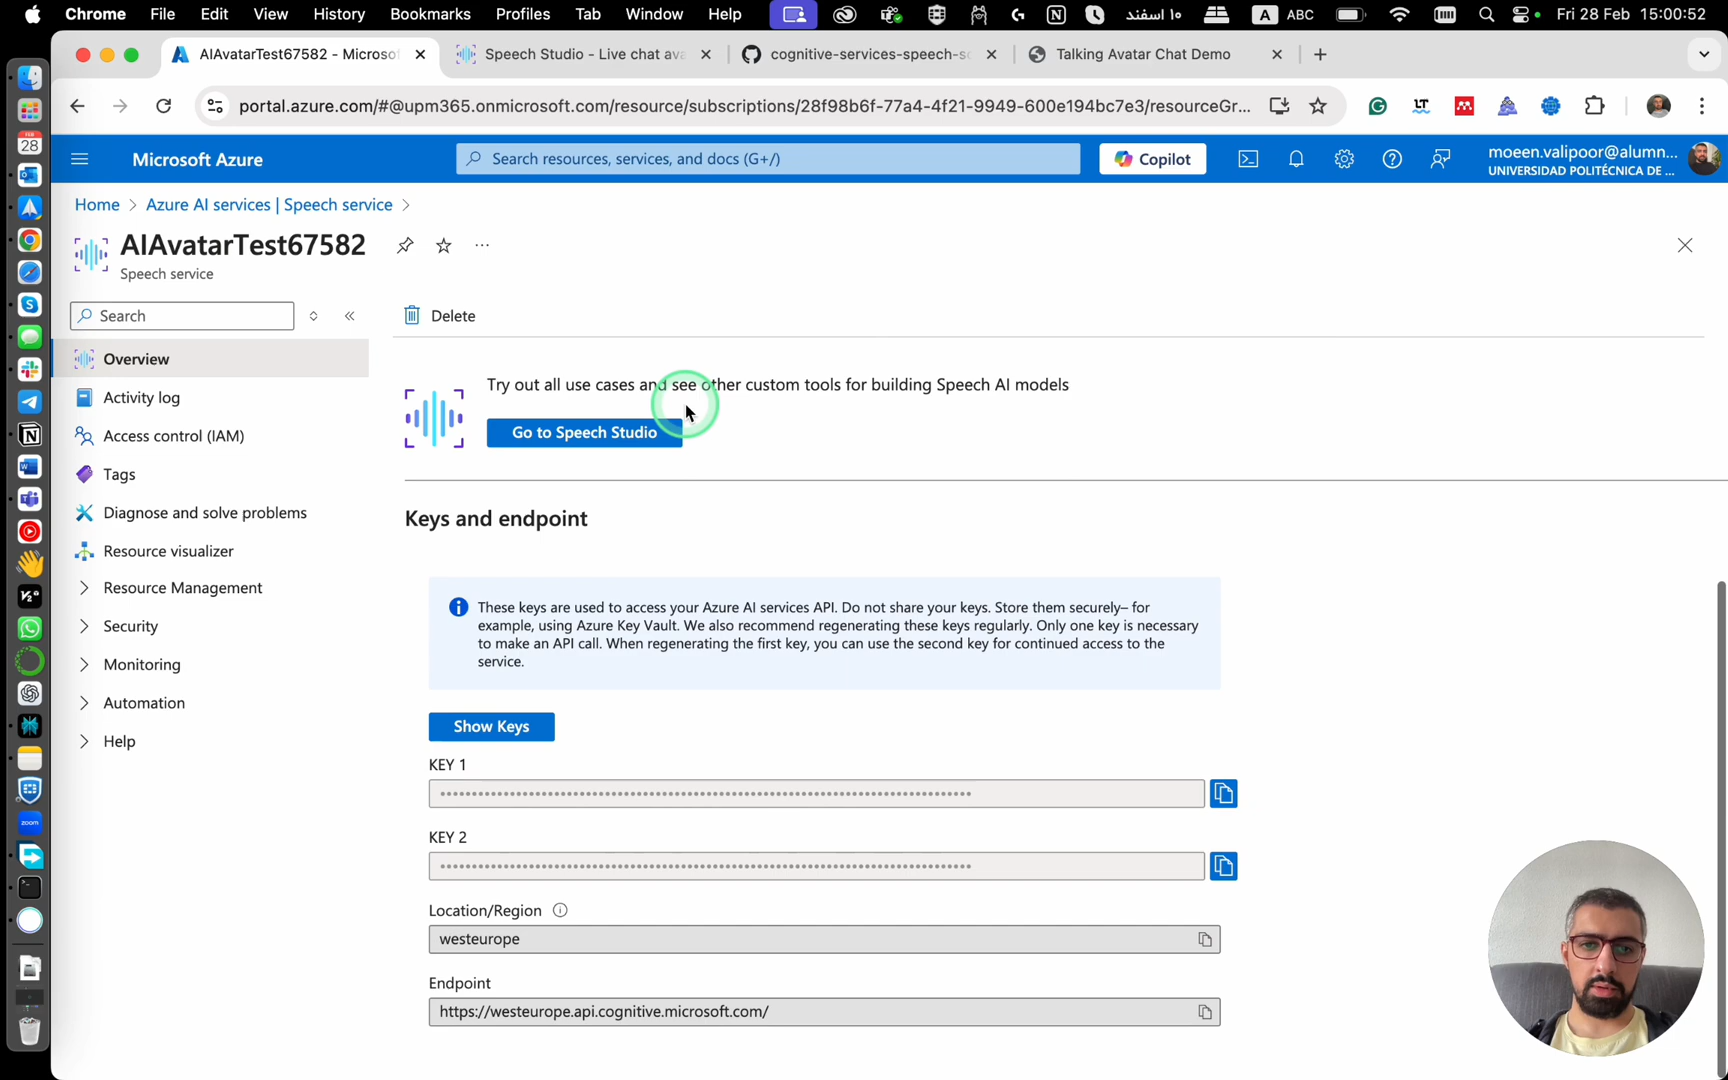 Chrome File Edit View History Bookmarks Profiles Tab Window Help ۱۰ اسفند A ABC Fri 28 Feb 15:00:52
AIAvatarTest67582 - Microsof
Speech Studio - Live chat ava
cognitive-services-speech-sc
Talking Avatar Chat Demo
portal.azure.com/#@upm365.onmicrosoft.com/resource/subscriptions/28f98b6f-77a4-4f21-9949-600e194bc7e3/resourceGr...
Microsoft Azure
Search resources, services, and docs (G+/)
Copilot
moeen.valipoor@alumn...
UNIVERSIDAD POLITÉCNICA DE ...
Home > Azure AI services | Speech service >
AIAvatarTest67582
Speech service
Search
Delete
Overview
Activity log
Access control (IAM)
Tags
Diagnose and solve problems
Resource visualizer
Resource Management
Security
Monitoring
Automation
Help
Try out all use cases and see other custom tools for building Speech AI models
Go to Speech Studio
Keys and endpoint
These keys are used to access your Azure AI services API. Do not share your keys. Store them securely– for
example, using Azure Key Vault. We also recommend regenerating these keys regularly. Only one key is necessary
to make an API call. When regenerating the first key, you can use the second key for continued access to the
service.
Show Keys
KEY 1
KEY 2
Location/Region
westeurope
Endpoint
https://westeurope.api.cognitive.microsoft.com/
FEB
28
zoom